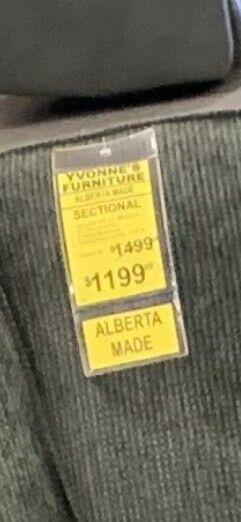 YVONNE'S
FURNITURE
ALBERTA MADE
SECTIONAL
$1499
$1199
ALBERTA
MADE